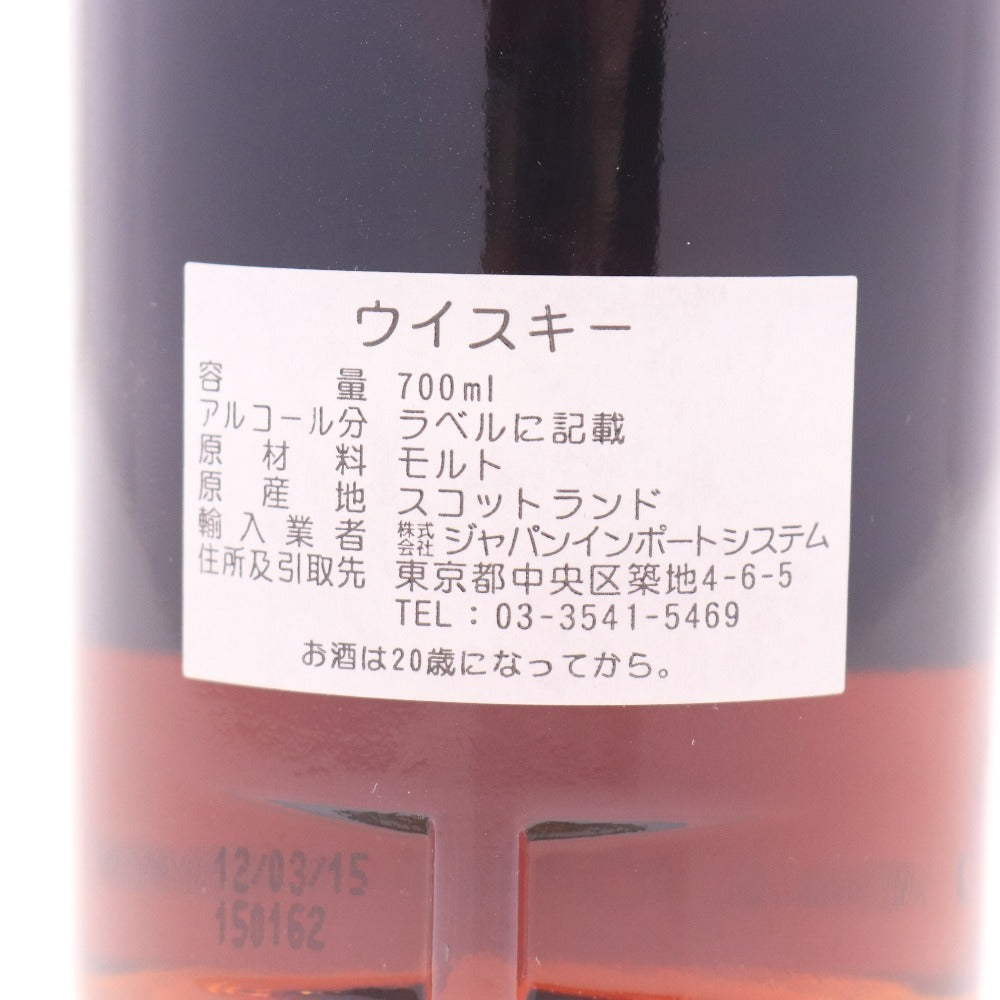 ウイスキー
容量 700ml
アルコール分 ラベルに記載
原材料 モルト
原産地 スコットランド
輸入業者 株式会社ジャパンインポートシステム
住所及引取先 東京都中央区築地4-6-5
TEL：03-3541-5469
お酒は20歳になってから。
12/03/15
150162